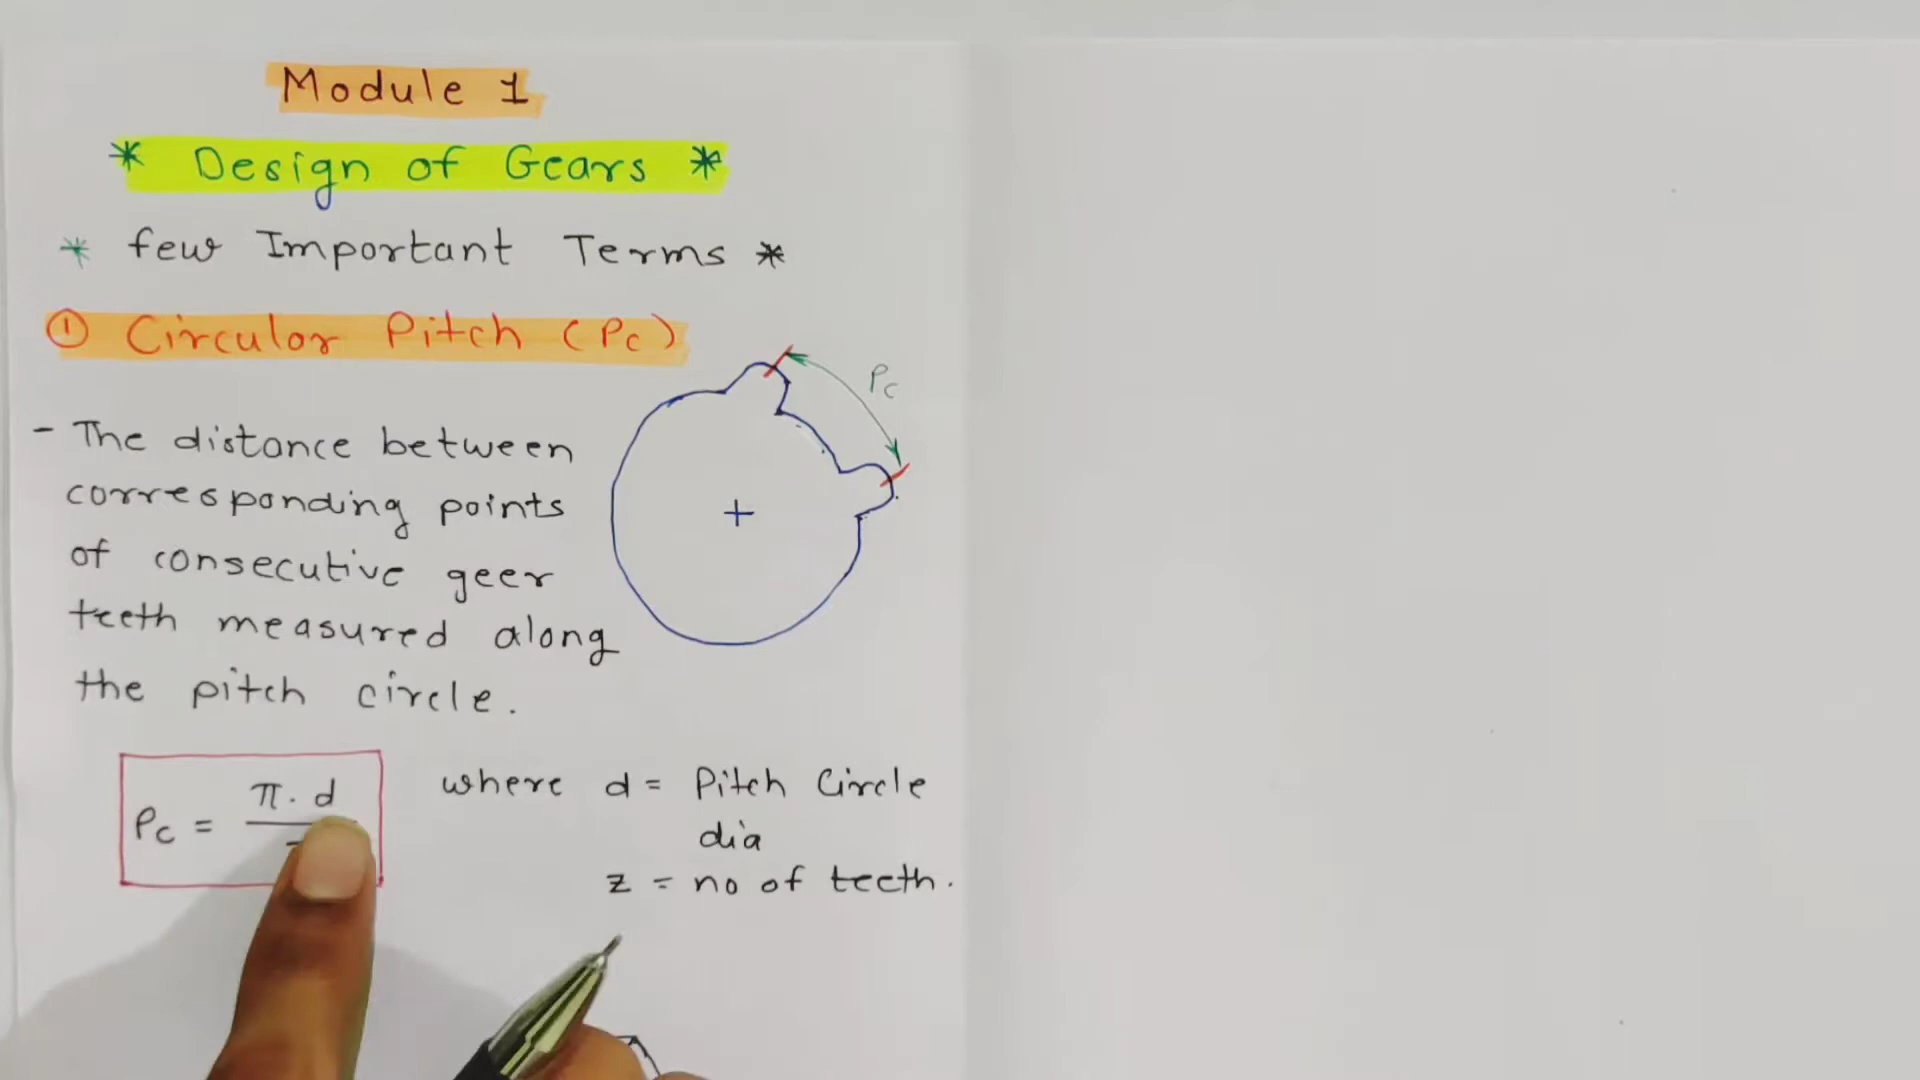 Module 1
* Design of Gears *
* few Important Terms *
① Circular Pitch (Pc)
Pc
- The distance between
corresponding points
of consecutive geer
teeth measured along
the pitch circle.
Pc = π. d
where d = Pitch Circle
dia
z = no of teeth.